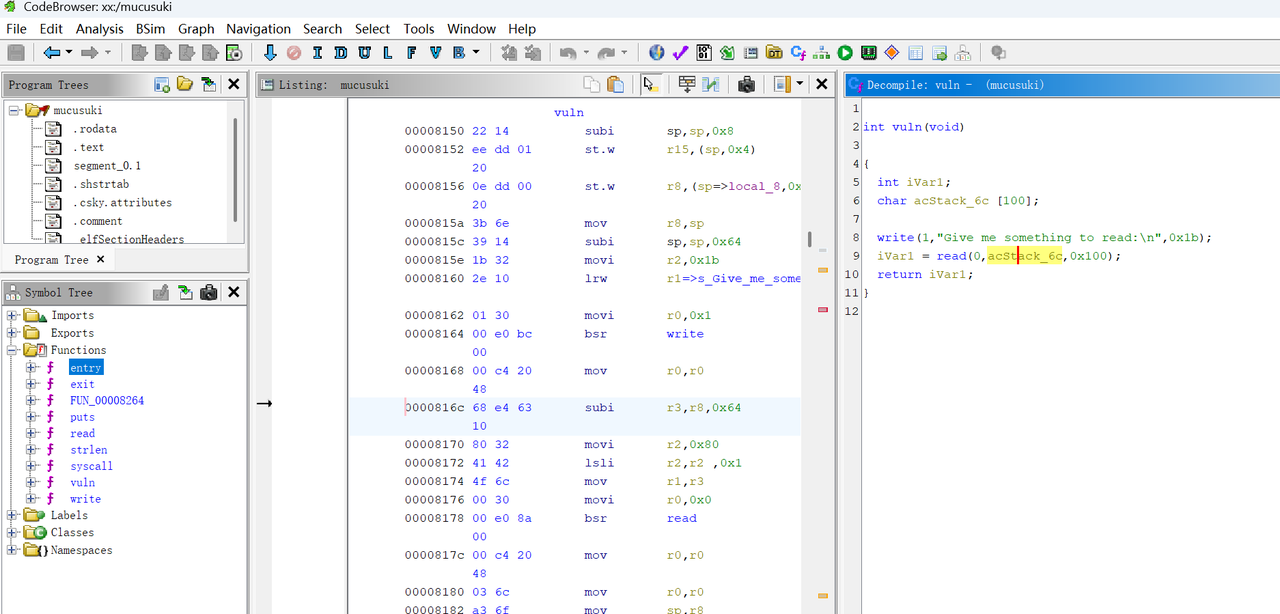 CodeBrowser: xx:/mucusuki
File Edit Analysis BSim Graph Navigation Search Select Tools Window Help
I D U L F V B
Program Trees
mucusuki
.rodata
.text
segment_0.1
.shstrtab
.csky.attributes
.comment
_elfSectionHeaders
Program Tree
Symbol Tree
Imports
Exports
Functions
f entry
f exit
f FUN_00008264
f puts
f read
f strlen
f syscall
f vuln
f write
Labels
Classes
Namespaces
Listing: mucusuki
vuln
00008150 22 14 subi sp,sp,0x8
00008152 ee dd 01 st.w r15,(sp,0x4)
20
00008156 0e dd 00 st.w r8,(sp=>local_8,0x
20
0000815a 3b 6e mov r8,sp
0000815c 39 14 subi sp,sp,0x64
0000815e 1b 32 movi r2,0x1b
00008160 2e 10 lrw r1=>s_Give_me_some
00008162 01 30 movi r0,0x1
00008164 00 e0 bc bsr write
00
00008168 00 c4 20 mov r0,r0
48
0000816c 68 e4 63 subi r3,r8,0x64
10
00008170 80 32 movi r2,0x80
00008172 41 42 lsli r2,r2 ,0x1
00008174 4f 6c mov r1,r3
00008176 00 30 movi r0,0x0
00008178 00 e0 8a bsr read
00
0000817c 00 c4 20 mov r0,r0
48
00008180 03 6c mov r0,r0
00008182 a3 6f mov sp,r8
Decompile: vuln - (mucusuki)
1
2 int vuln(void)
3
4 {
5 int iVar1;
6 char acStack_6c [100];
7
8 write(1,"Give me something to read:\n",0x1b);
9 iVar1 = read(0,acStack_6c,0x100);
10 return iVar1;
11 }
12